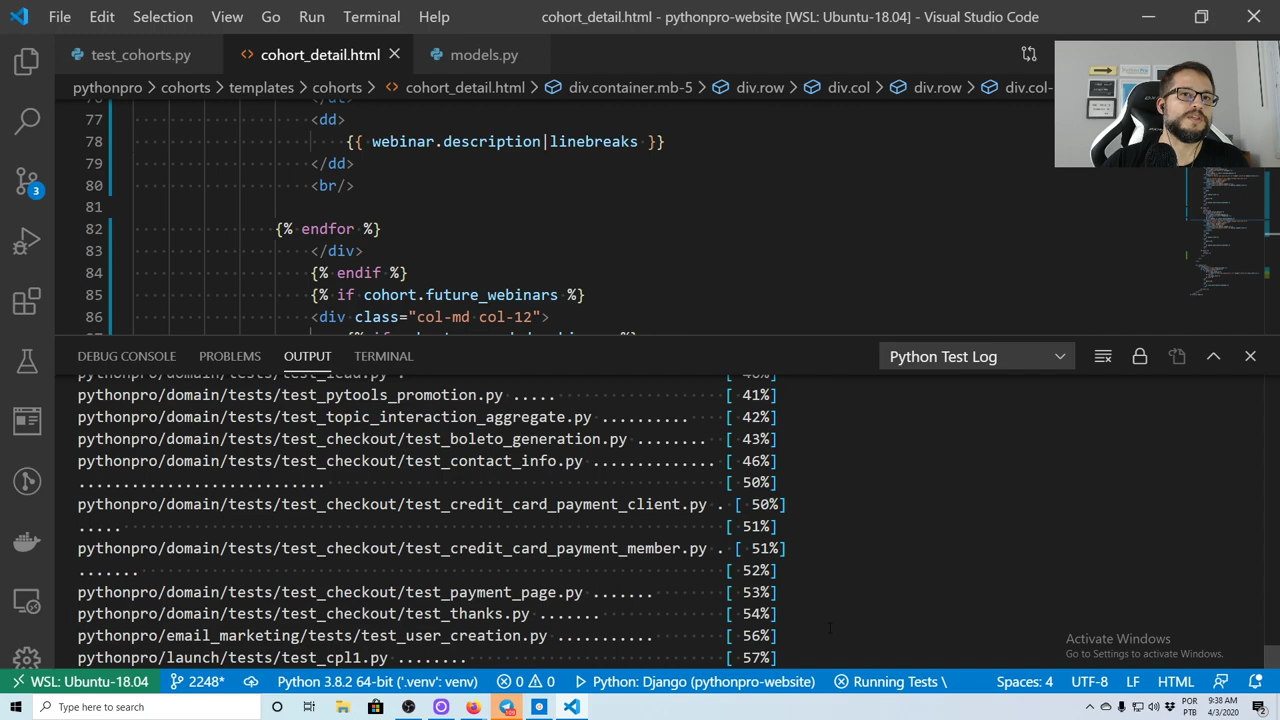 File Edit Selection View Go Run Terminal Help cohort_detail.html - pythonpro-website [WSL: Ubuntu-18.04] - Visual Studio Code
test_cohorts.py cohort_detail.html models.py
pythonpro > cohorts > templates > cohorts > cohort_detail.html > div.container.mb-5 > div.row > div.col > div.row > div.col-
77 <dd>
78 {{ webinar.description|linebreaks }}
79 </dd>
80 <br/>
81
82 {% endfor %}
83 </div>
84 {% endif %}
85 {% if cohort.future_webinars %}
86 <div class="col-md col-12">
3
DEBUG CONSOLE PROBLEMS OUTPUT TERMINAL Python Test Log
pythonpro/domain/tests/test_lead.py .
pythonpro/domain/tests/test_pytools_promotion.py ..... [ 41%]
pythonpro/domain/tests/test_topic_interaction_aggregate.py .......... [ 42%]
pythonpro/domain/tests/test_checkout/test_boleto_generation.py ........ [ 43%]
pythonpro/domain/tests/test_checkout/test_contact_info.py .............. [ 46%]
............................ [ 50%]
pythonpro/domain/tests/test_checkout/test_credit_card_payment_client.py . [ 50%]
..... [ 51%]
pythonpro/domain/tests/test_checkout/test_credit_card_payment_member.py . [ 51%]
....... [ 52%]
pythonpro/domain/tests/test_checkout/test_payment_page.py ....... [ 53%]
pythonpro/domain/tests/test_checkout/test_thanks.py ....... [ 54%]
pythonpro/email_marketing/tests/test_user_creation.py ........... [ 56%]
pythonpro/launch/tests/test_cpl1.py ........ [ 57%]
Activate Windows
Go to Settings to activate Windows.
WSL: Ubuntu-18.04 2248* Python 3.8.2 64-bit ('.venv': venv) 0 0 Python: Django (pythonpro-website) Running Tests \ Spaces: 4 UTF-8 LF HTML
Type here to search POR 9:38 AM
PTB 4/3/2020 2